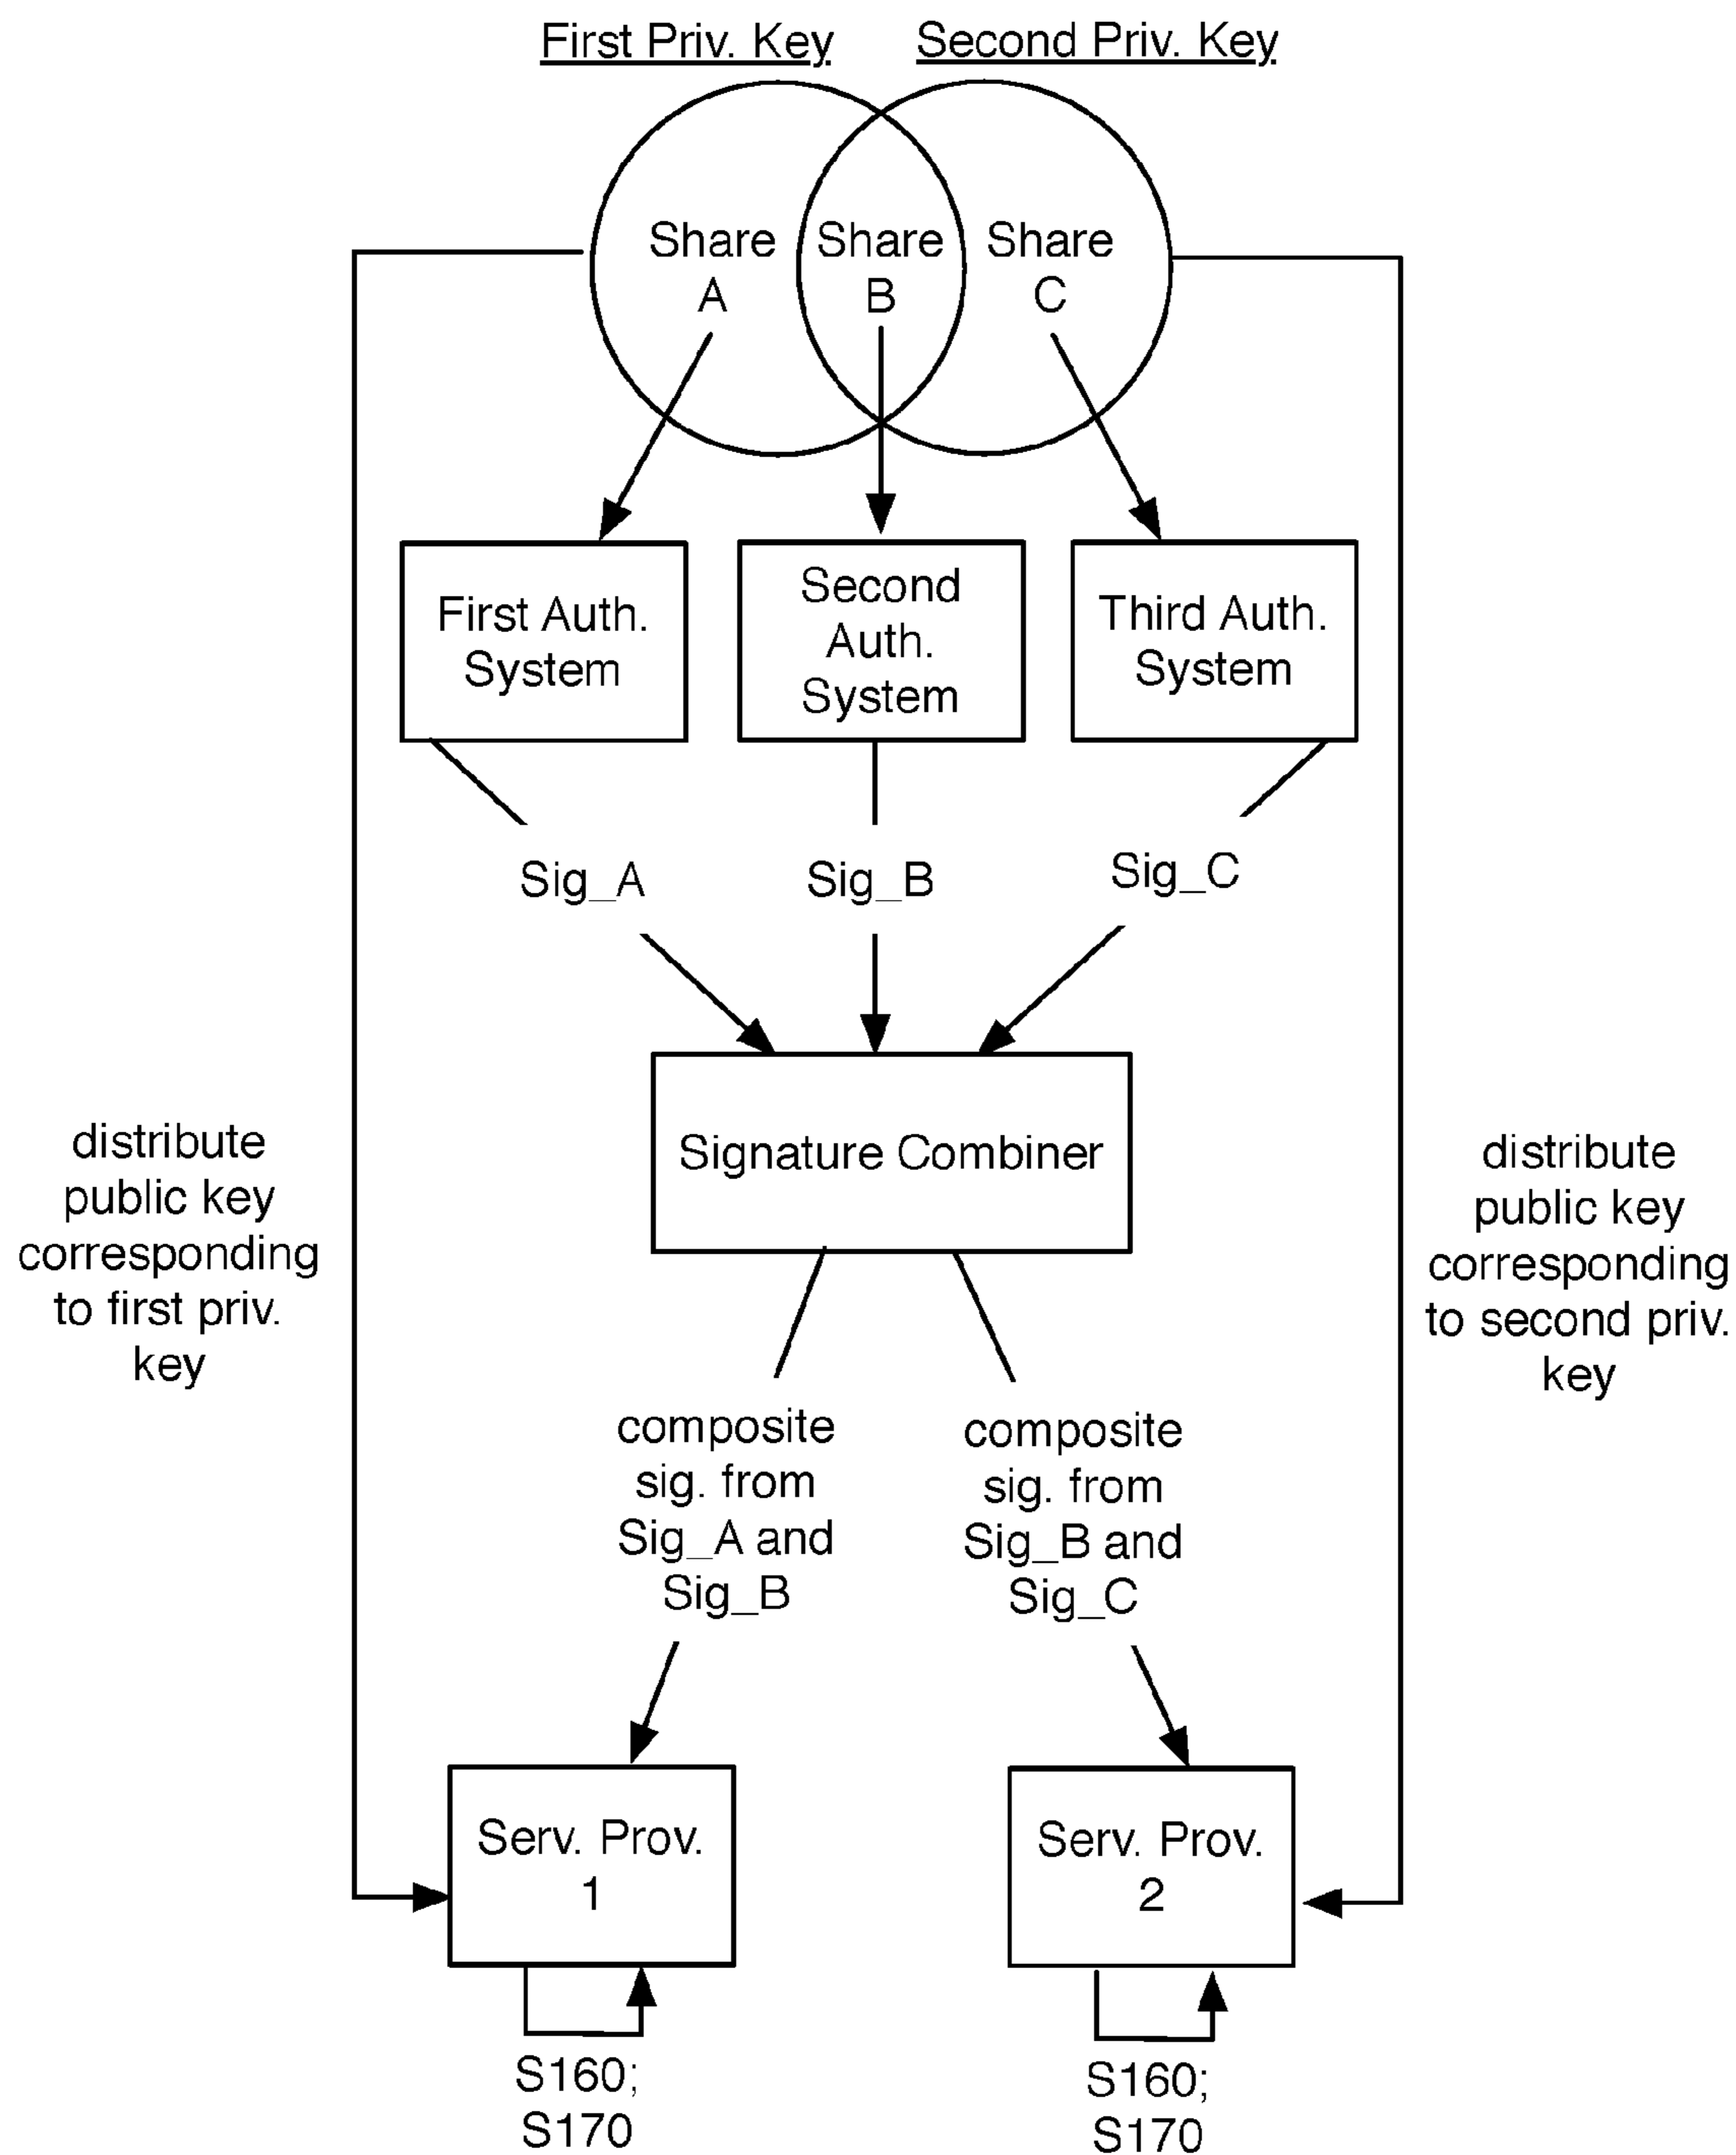 First Priv. Key
Second Priv. Key
Share
A
Share
B
Share
C
First Auth.
System
Second
Auth.
System
Third Auth.
System
Sig_A
Sig_B
Sig_C
Signature Combiner
distribute
public key
corresponding
to first priv.
key
distribute
public key
corresponding
to second priv.
key
composite
sig. from
Sig_A and
Sig_B
composite
sig. from
Sig_B and
Sig_C
Serv. Prov.
1
Serv. Prov.
2
S160;
S170
S160;
S170